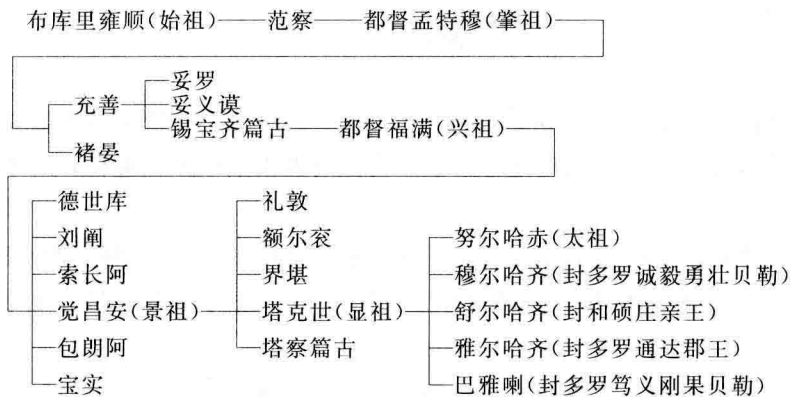 布库里雍顺(始祖)——范察——都督孟特穆(肇祖)
妥罗
充善 妥义谟
锡宝齐篇古——都督福满(兴祖)
褚晏
德世库 礼敦
刘阐 额尔衮 努尔哈赤(太祖)
索长阿 界堪 穆尔哈齐(封多罗诚毅勇壮贝勒)
觉昌安(景祖) 塔克世(显祖) 舒尔哈齐(封和硕庄亲王)
包朗阿 塔察篇古 雅尔哈齐(封多罗通达郡王)
宝实 巴雅喇(封多罗笃义刚果贝勒)